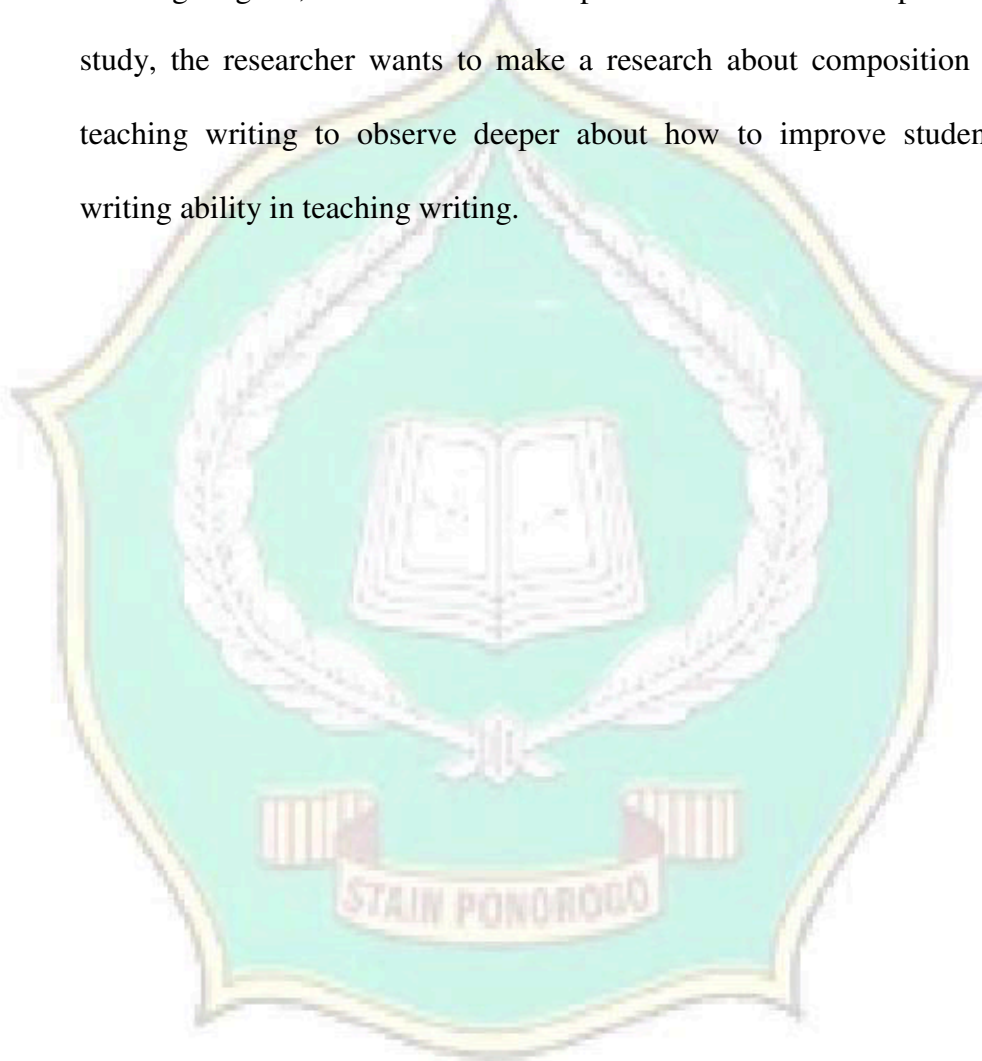 study, the researcher wants to make a research about composition
teaching writing to observe deeper about how to improve studen
writing ability in teaching writing.
STAIN PONOROGO